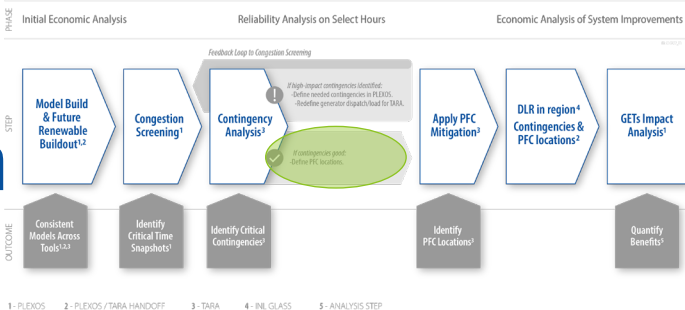 PHASE
Initial Economic Analysis
Reliability Analysis on Select Hours
Economic Analysis of System Improvements
Feedback Loop to Congestion Screening
STEP
Model Build
& Future
Renewable
Buildout1,2
Congestion
Screening1
Contingency
Analysis3
If high-impact contingencies identified:
-Define needed contingencies in PLEXOS.
-Redefine generator dispatch/load for TARA.
If contingencies good:
-Define PFC locations.
Apply PFC
Mitigation3
DLR in region4
Contingencies &
PFC locations2
GETs Impact
Analysis1
OUTCOME
Consistent
Models Across
Tools1,2,3
Identify
Critical Time
Snapshots1
Identify Critical
Contingencies3
Identify
PFC Locations3
Quantify
Benefits5
1 - PLEXOS 2 - PLEXOS / TARA HANDOFF 3 - TARA 4 - INL GLASS 5 - ANALYSIS STEP